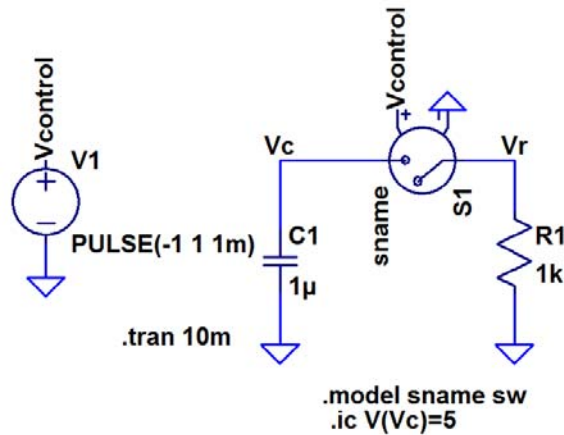 Vcontrol
V1
+
−
PULSE(-1 1 1m)
.tran 10m
Vc
C1
1µ
Vcontrol
+
sname
S1
Vr
R1
1k
.model sname sw
.ic V(Vc)=5